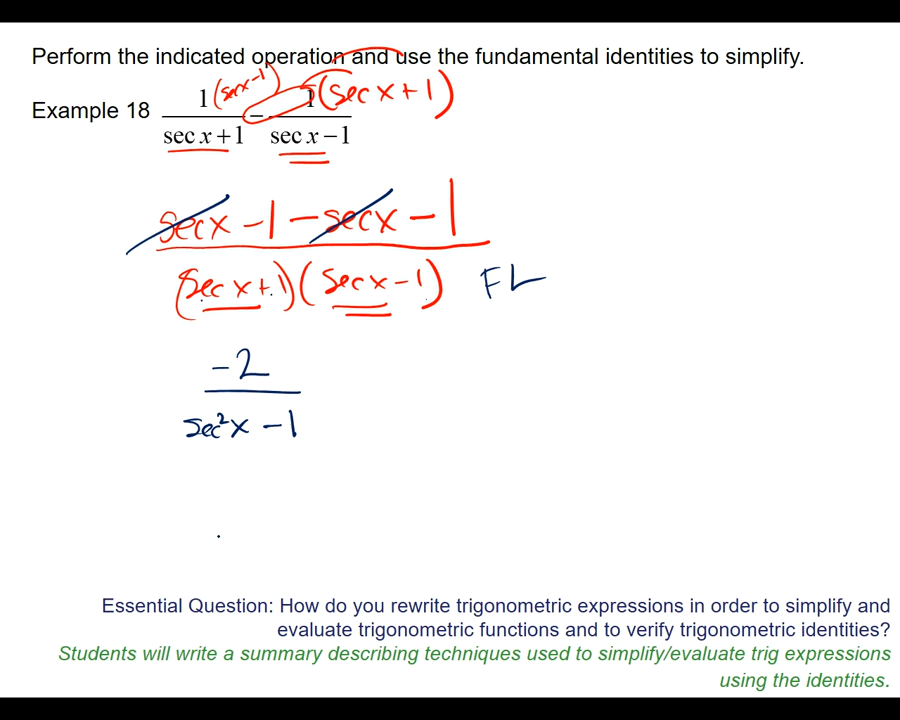 Perform the indicated operation and use the fundamental identities to simplify.
Example 18 1(sec x - 1) / sec x + 1 - 1(sec x + 1) / sec x - 1
sec x - 1 - sec x - 1
(sec x + 1)(sec x - 1) FL
-2
sec²x - 1
Essential Question: How do you rewrite trigonometric expressions in order to simplify and
evaluate trigonometric functions and to verify trigonometric identities?
Students will write a summary describing techniques used to simplify/evaluate trig expressions
using the identities.